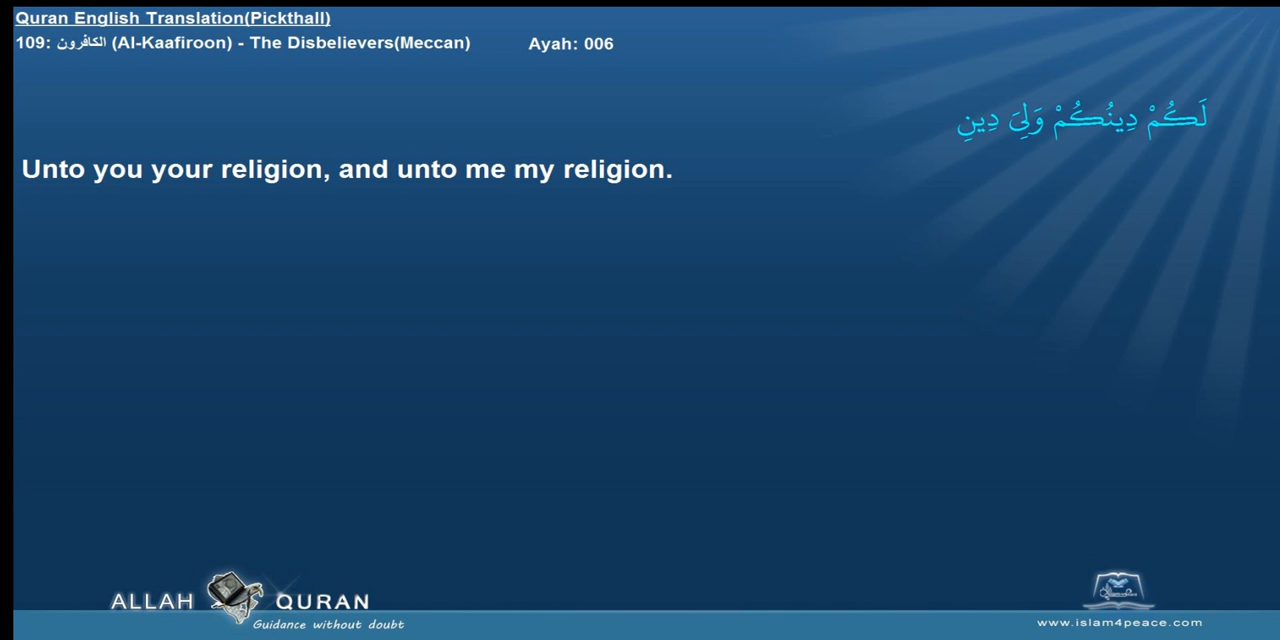 Quran English Translation(Pickthall)
109: الكافرون (Al-Kaafiroon) - The Disbelievers(Meccan) Ayah: 006
لَكُمْ دِينُكُمْ وَلِيَ دِينِ
Unto you your religion, and unto me my religion.
ALLAH QURAN
Guidance without doubt
www.islam4peace.com